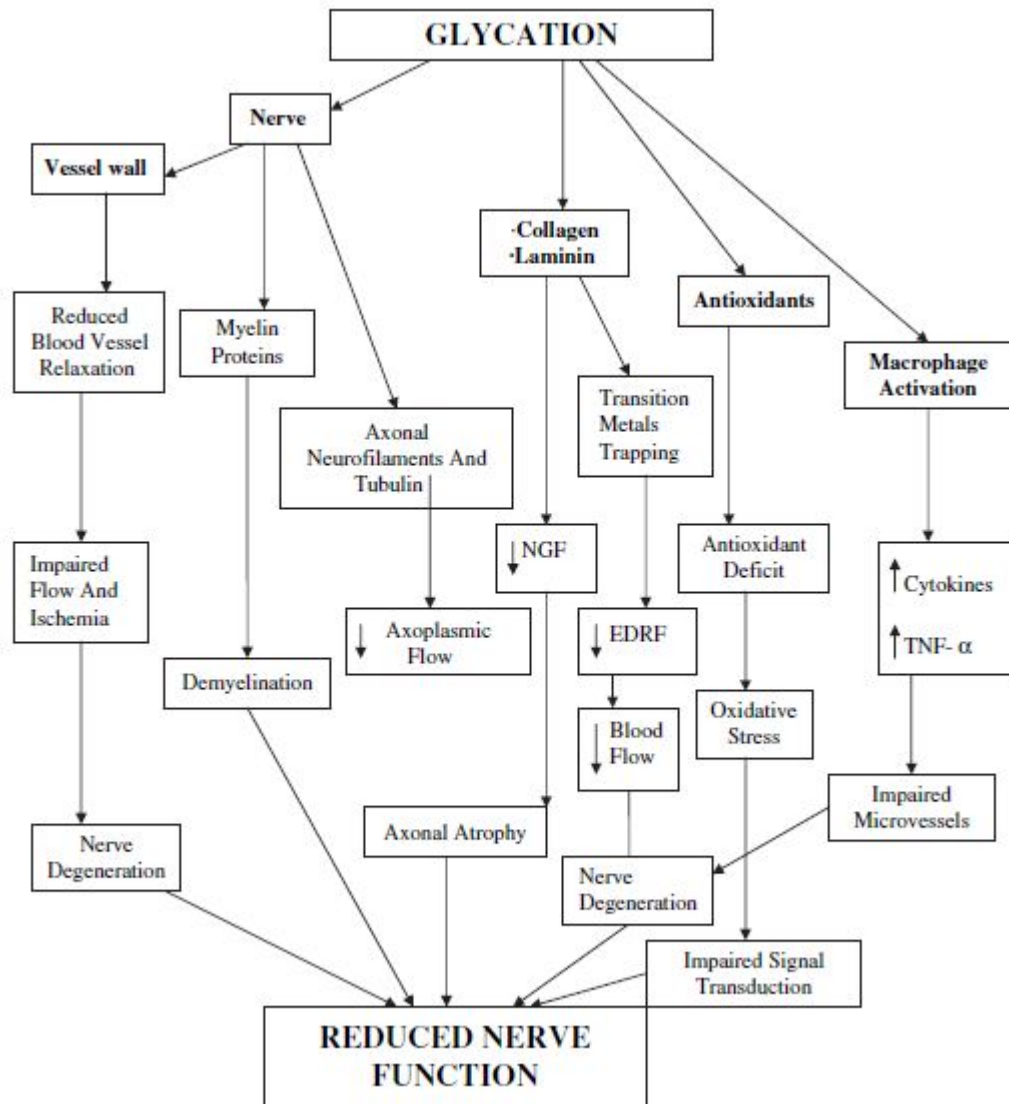 GLYCATION
Nerve
Vessel wall
·Collagen
·Laminin
Antioxidants
Macrophage
Activation
Reduced
Blood Vessel
Relaxation
Myelin
Proteins
Axonal
Neurofilaments And
Tubulin
Transition
Metals
Trapping
Impaired
Flow And
Ischemia
↓ NGF
Antioxidant
Deficit
↑ Cytokines
↑ TNF- α
↓ Axoplasmic
Flow
↓ EDRF
Demyelination
Oxidative
Stress
↓ Blood
Flow
Impaired
Microvessels
Nerve
Degeneration
Axonal Atrophy
Nerve
Degeneration
Impaired Signal
Transduction
REDUCED NERVE
FUNCTION